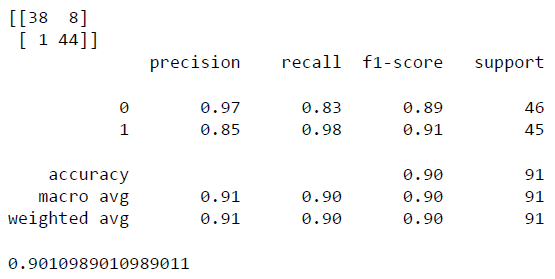 [[38  8]
 [ 1 44]]
              precision    recall  f1-score   support

           0       0.97      0.83      0.89        46
           1       0.85      0.98      0.91        45

    accuracy                           0.90        91
   macro avg       0.91      0.90      0.90        91
weighted avg       0.91      0.90      0.90        91

0.9010989010989011